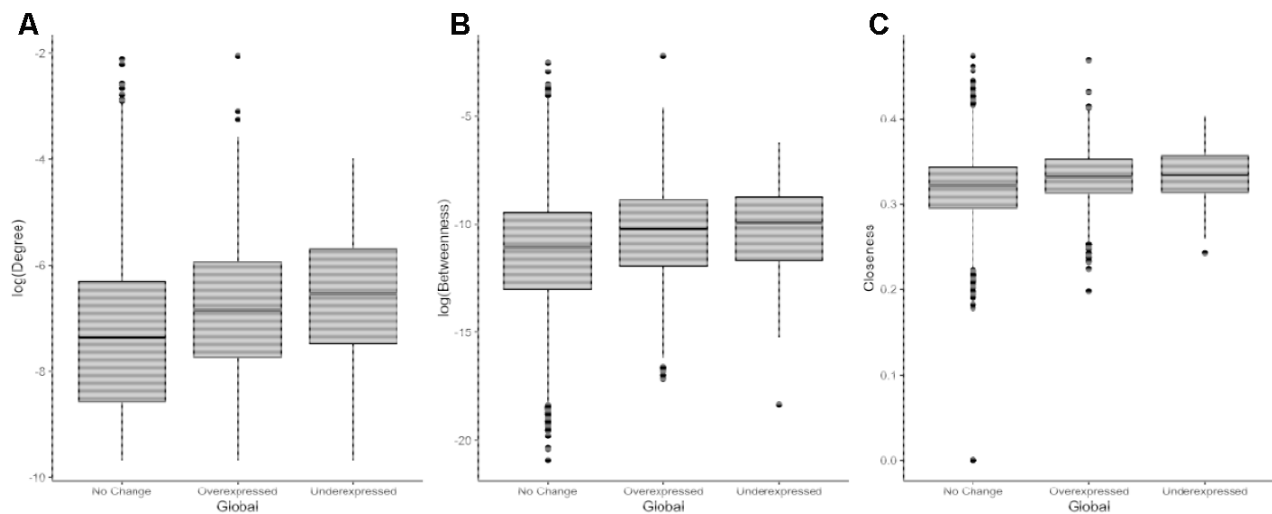 A
B
C
-2
-4
-6
-8
-10
log(Degree)
No Change
Overexpressed
Underexpressed
Global
-5
-10
-15
-20
log(Betweenness)
No Change
Overexpressed
Underexpressed
Global
0.4
0.3
0.2
0.1
0.0
Closeness
No Change
Overexpressed
Underexpressed
Global